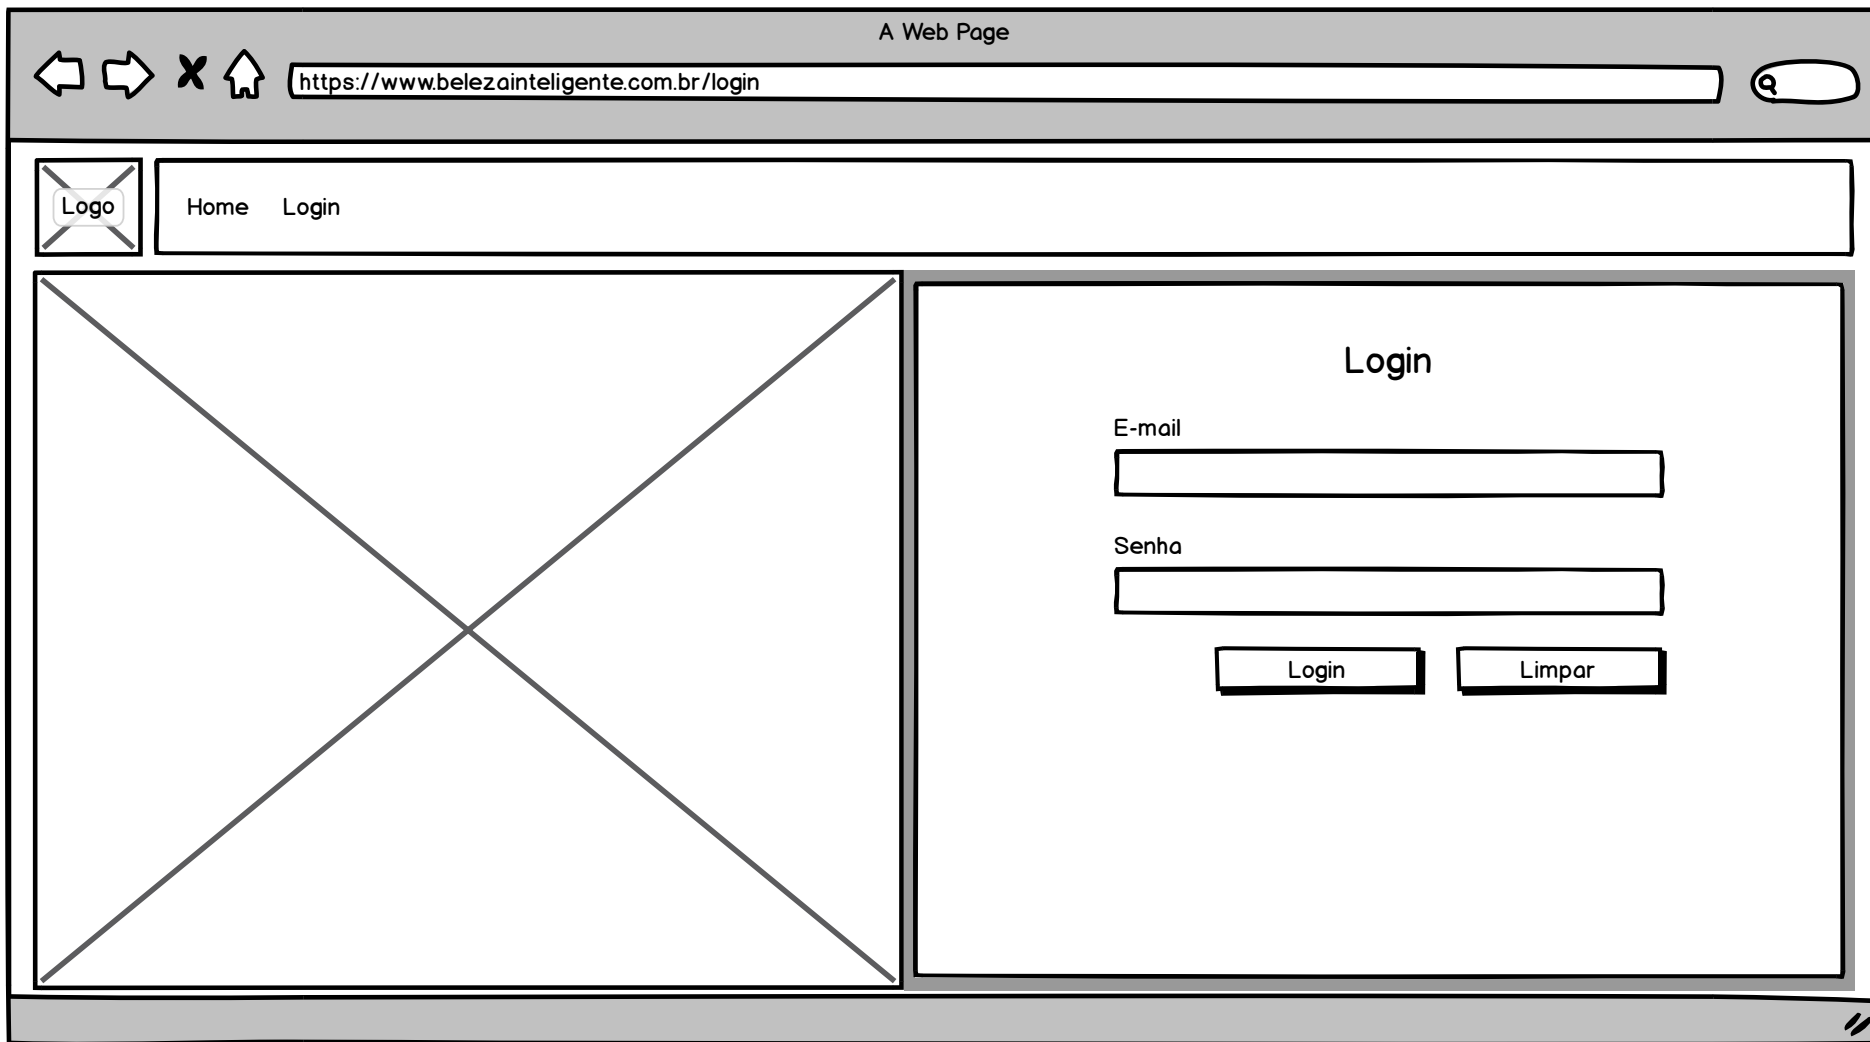 A Web Page
https://www.belezainteligente.com.br/login
Logo
Home Login
Login
E-mail
Senha
Login Limpar